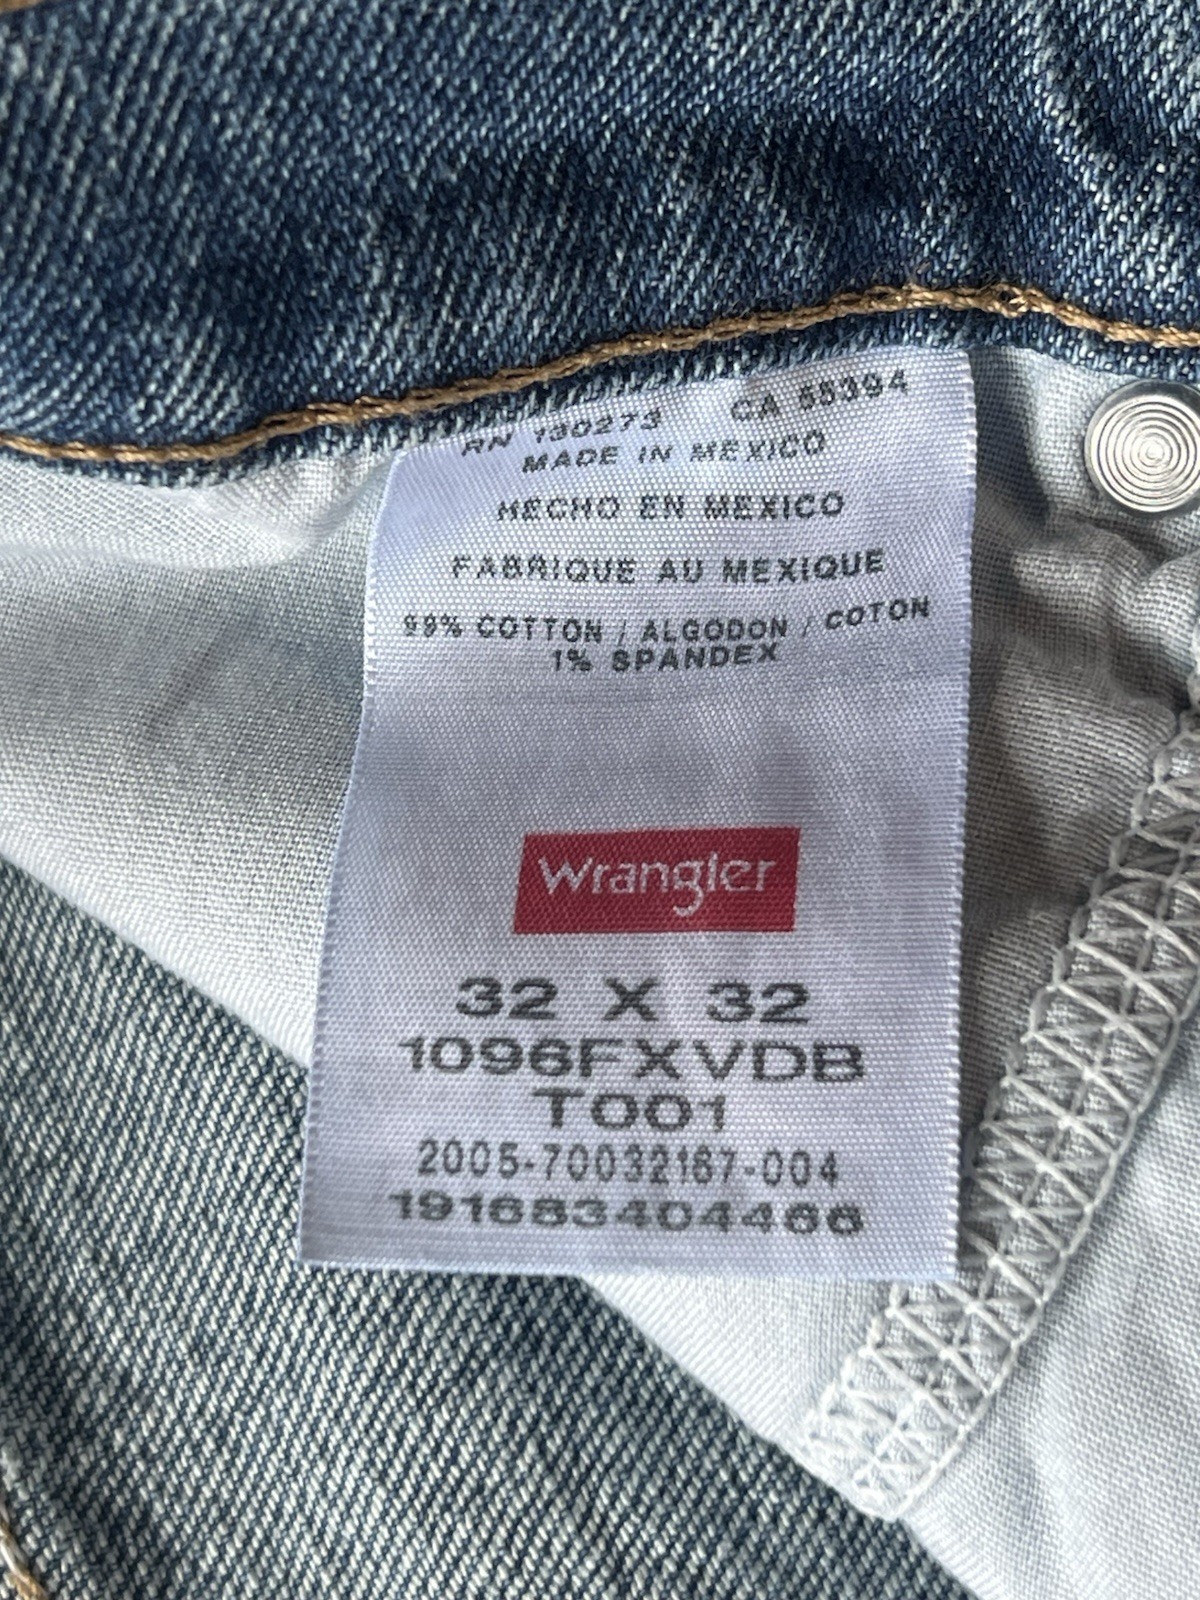 RN 130273 CA 55394
MADE IN MEXICO
HECHO EN MEXICO
FABRIQUE AU MEXIQUE
99% COTTON / ALGODON / COTON
1% SPANDEX
Wrangler
32 X 32
1096FXVDB
T001
2005-70032167-004
191683404466